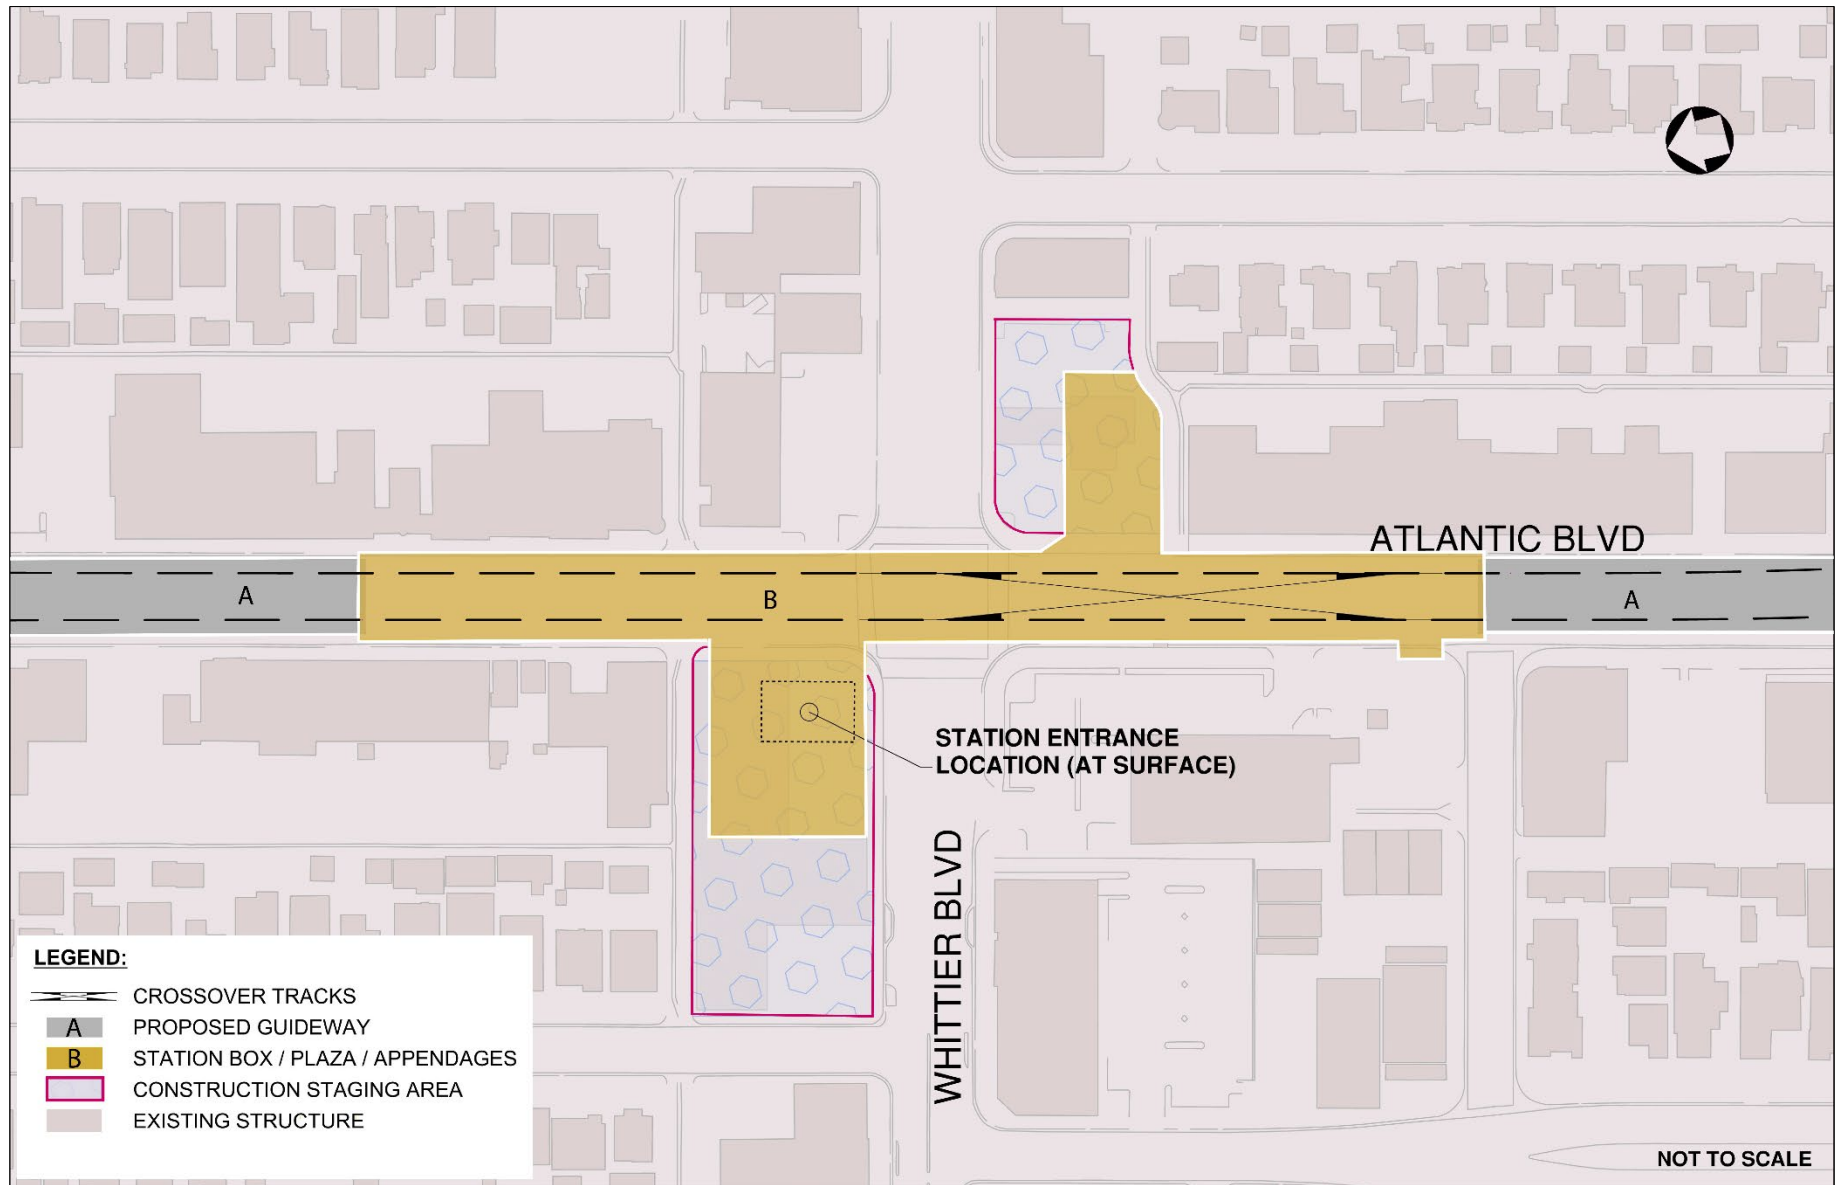 ATLANTIC BLVD
A
B
A
STATION ENTRANCE
LOCATION (AT SURFACE)
WHITTIER BLVD
LEGEND:
CROSSOVER TRACKS
A PROPOSED GUIDEWAY
B STATION BOX / PLAZA / APPENDAGES
CONSTRUCTION STAGING AREA
EXISTING STRUCTURE
NOT TO SCALE